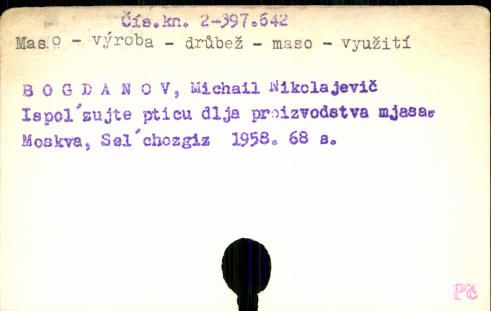 Čís.kn. 2-397.642
Maso - výroba - drůbež - maso - využití
B O G D A N O V, Michail Nikolajevič
Ispol´zujte pticu dlja proizvodstva mjasa.
Moskva, Sel´chozgiz 1958. 68 s.
Pč